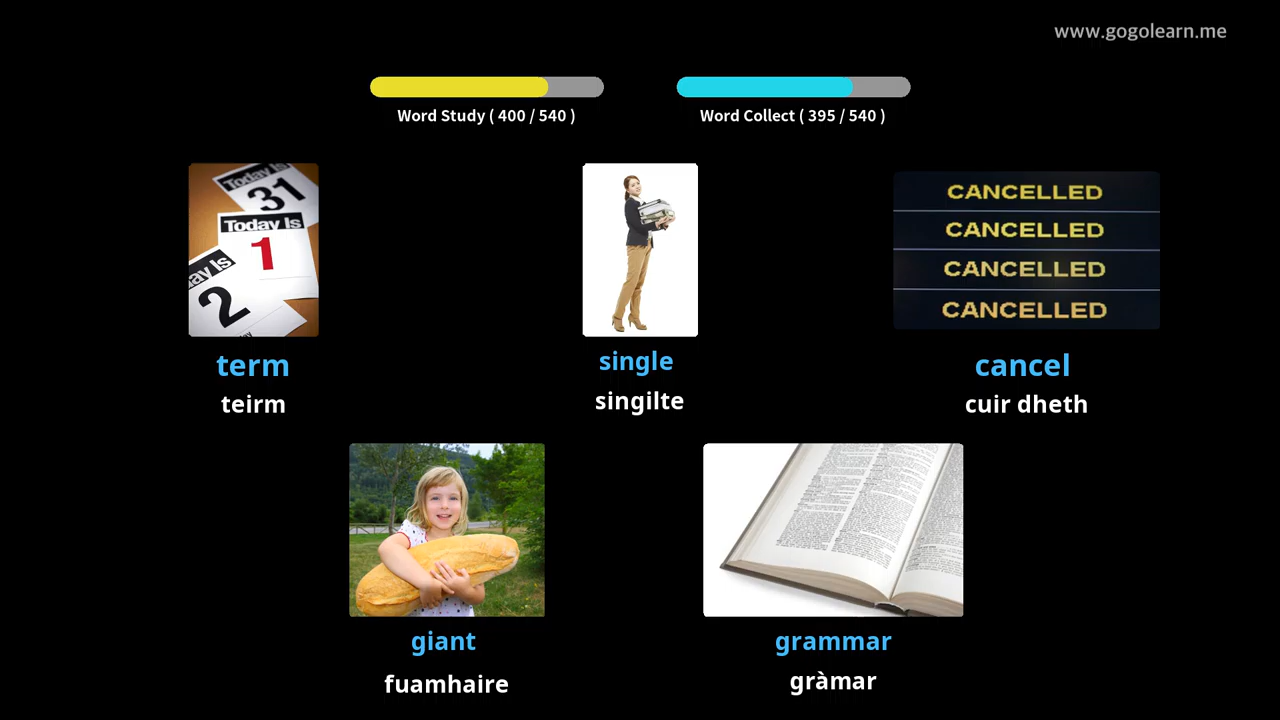 www.gogolearn.me
Word Study ( 400 / 540 )
Word Collect ( 395 / 540 )
Today Is
31
Today Is
1
ay Is
2
CANCELLED
CANCELLED
CANCELLED
CANCELLED
term
single
cancel
teirm
singilte
cuir dheth
giant
grammar
fuamhaire
gràmar